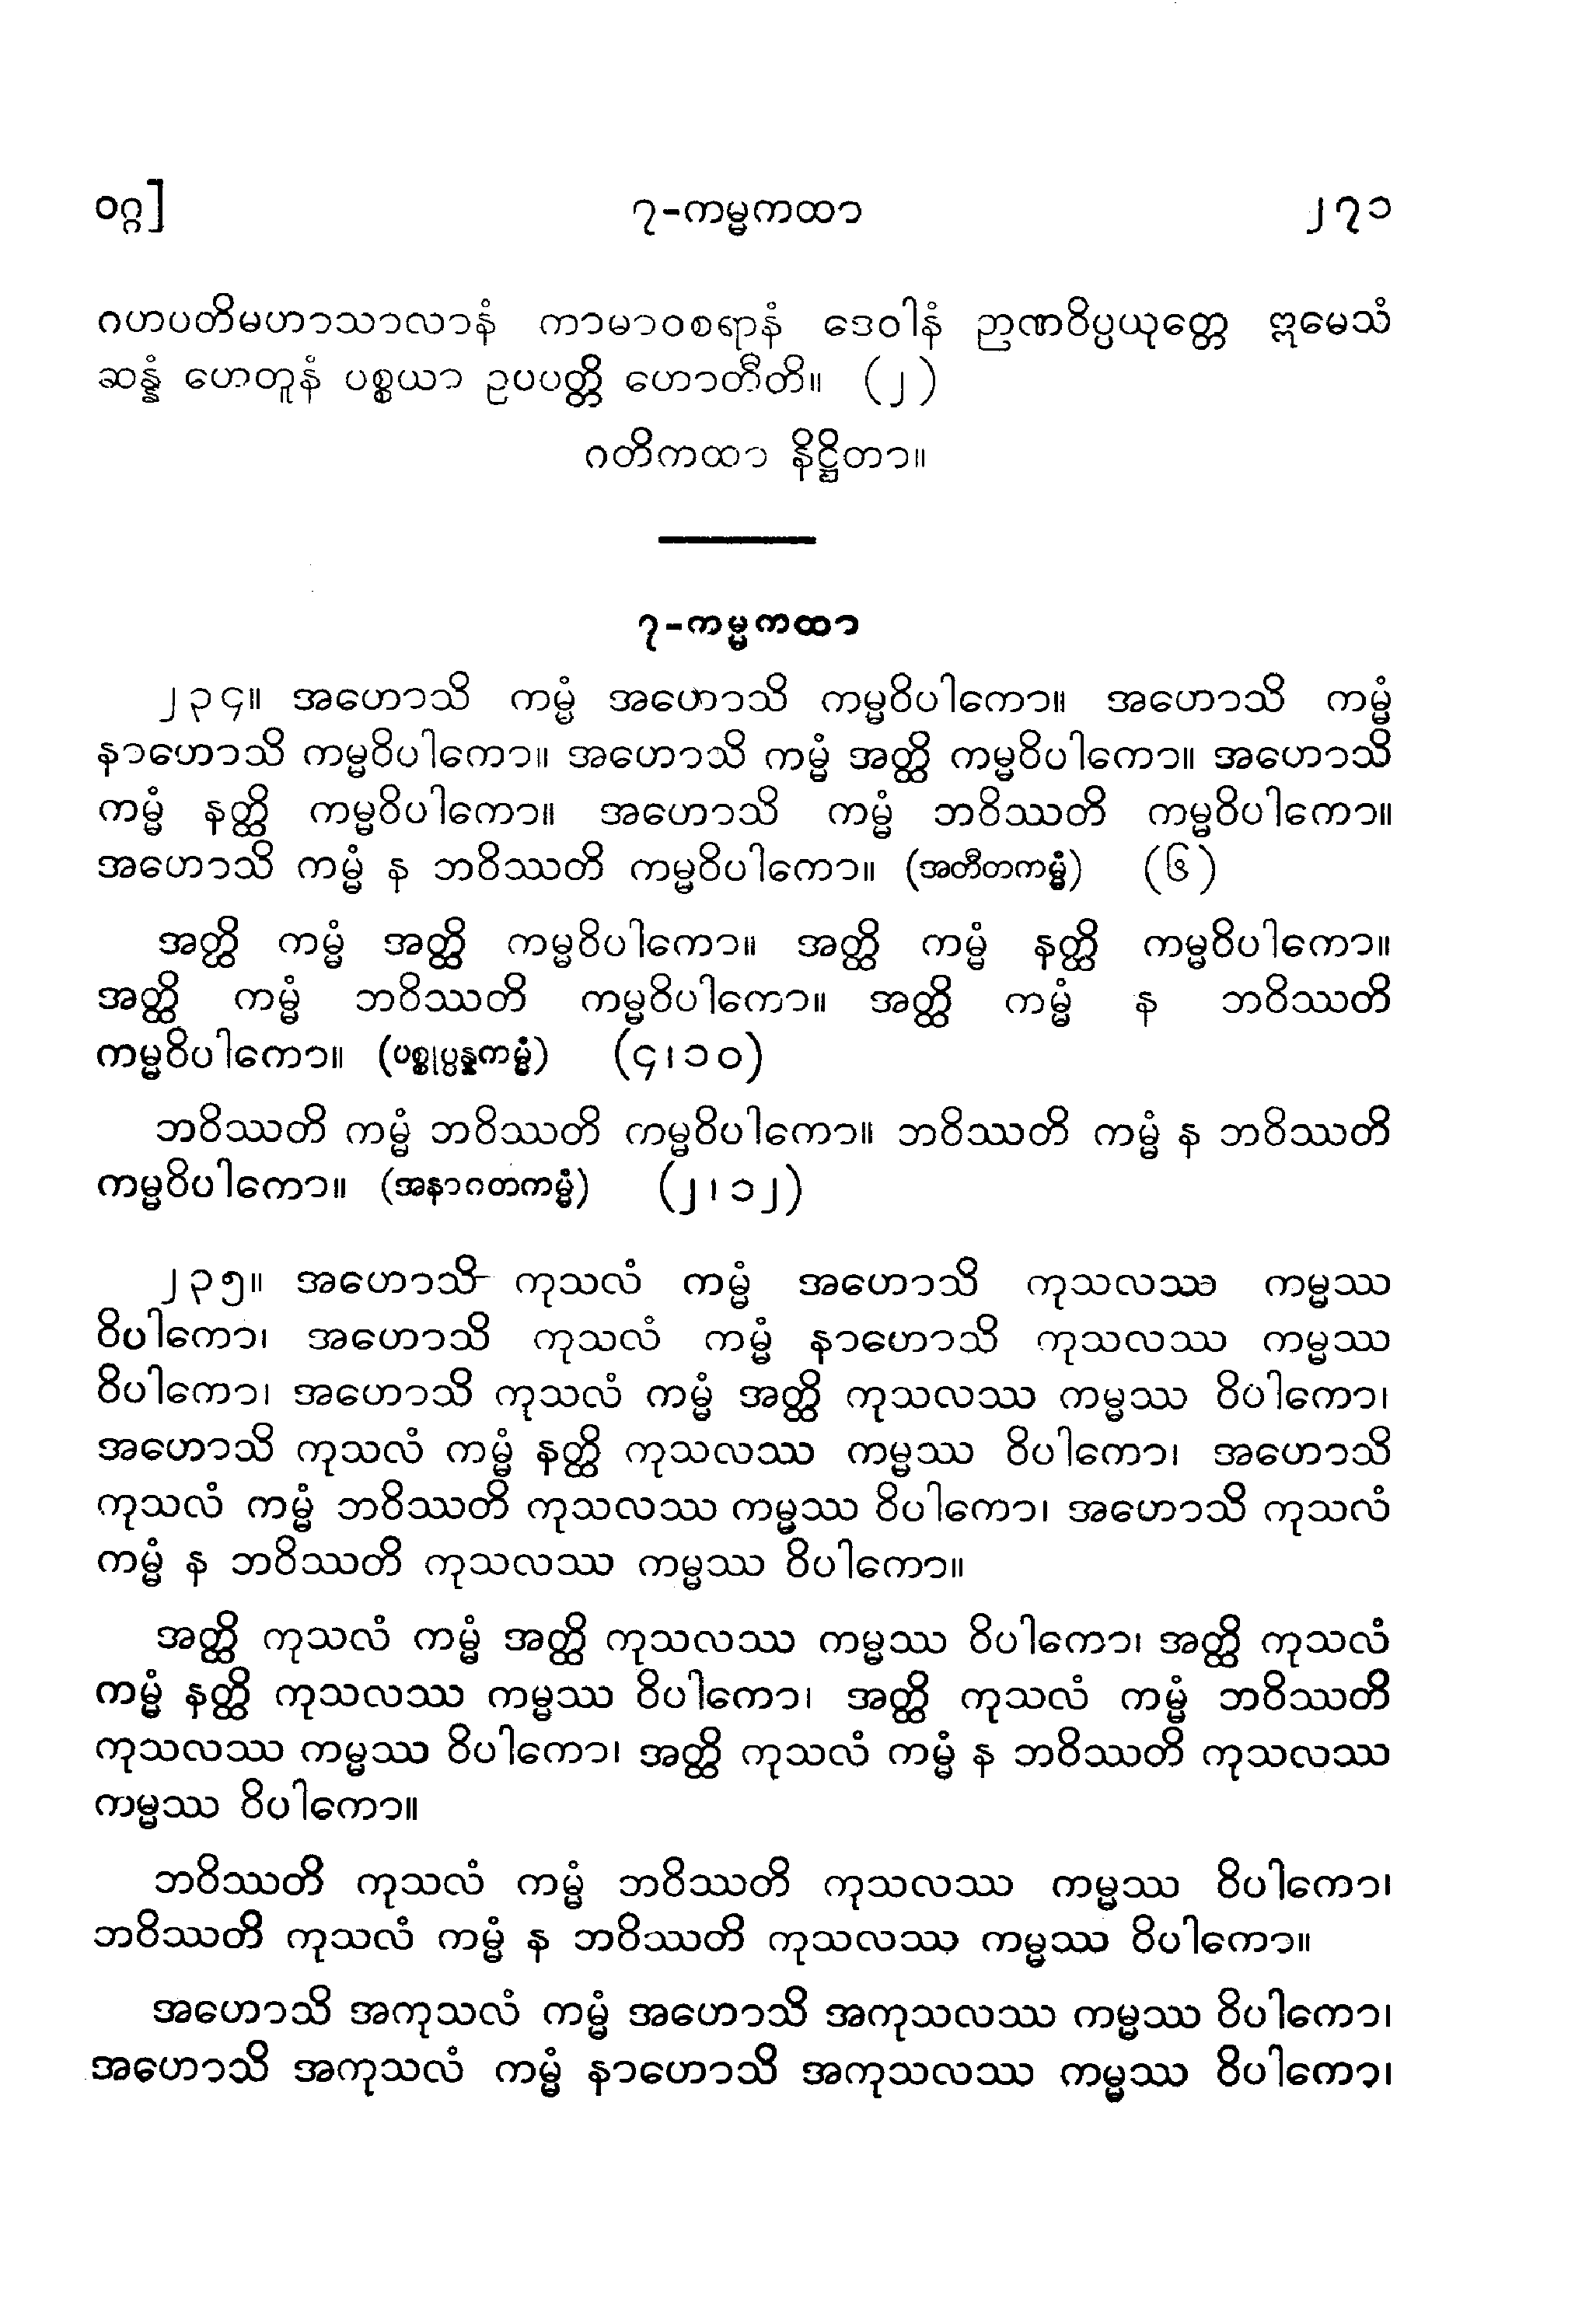 ဝဂ္ဂ] ၇-ကမ္မကထာ ၂၇၁
ဂဟပတိမဟာသာလာနံ ကာမာဝစရာနံ ဒေဝါနံ ဉာဏဝိပ္ပယုတ္တေ ဣမေသံ
ဆန္နံ ဟေတူနံ ပစ္စယာ ဥပပတ္တိ ဟောတီတိ။ (၂)
ဂတိကထာ နိဋ္ဌိတာ။
၇-ကမ္မကထာ
၂၃၄။ အဟောသိ ကမ္မံ အဟောသိ ကမ္မဝိပါကော။ အဟောသိ ကမ္မံ
နာဟောသိ ကမ္မဝိပါကော။ အဟောသိ ကမ္မံ အတ္ထိ ကမ္မဝိပါကော။ အဟောသိ
ကမ္မံ နတ္ထိ ကမ္မဝိပါကော။ အဟောသိ ကမ္မံ ဘဝိဿတိ ကမ္မဝိပါကော။
အဟောသိ ကမ္မံ န ဘဝိဿတိ ကမ္မဝိပါကော။ (အတီတကမ္မံ) (၆)
အတ္ထိ ကမ္မံ အတ္ထိ ကမ္မဝိပါကော။ အတ္ထိ ကမ္မံ နတ္ထိ ကမ္မဝိပါကော။
အတ္ထိ ကမ္မံ ဘဝိဿတိ ကမ္မဝိပါကော။ အတ္ထိ ကမ္မံ န ဘဝိဿတိ
ကမ္မဝိပါကော။ (ပစ္စုပ္ပန္နကမ္မံ) (၄၊၁၀)
ဘဝိဿတိ ကမ္မံ ဘဝိဿတိ ကမ္မဝိပါကော။ ဘဝိဿတိ ကမ္မံ န ဘဝိဿတိ
ကမ္မဝိပါကော။ (အနာဂတကမ္မံ) (၂၊၁၂)
၂၃၅။ အဟောသိ ကုသလံ ကမ္မံ အဟောသိ ကုသလဿ ကမ္မဿ
ဝိပါကော၊ အဟောသိ ကုသလံ ကမ္မံ နာဟောသိ ကုသလဿ ကမ္မဿ
ဝိပါကော၊ အဟောသိ ကုသလံ ကမ္မံ အတ္ထိ ကုသလဿ ကမ္မဿ ဝိပါကော၊
အဟောသိ ကုသလံ ကမ္မံ နတ္ထိ ကုသလဿ ကမ္မဿ ဝိပါကော၊ အဟောသိ
ကုသလံ ကမ္မံ ဘဝိဿတိ ကုသလဿ ကမ္မဿ ဝိပါကော၊ အဟောသိ ကုသလံ
ကမ္မံ န ဘဝိဿတိ ကုသလဿ ကမ္မဿ ဝိပါကော။
အတ္ထိ ကုသလံ ကမ္မံ အတ္ထိ ကုသလဿ ကမ္မဿ ဝိပါကော၊ အတ္ထိ ကုသလံ
ကမ္မံ နတ္ထိ ကုသလဿ ကမ္မဿ ဝိပါကော၊ အတ္ထိ ကုသလံ ကမ္မံ ဘဝိဿတိ
ကုသလဿ ကမ္မဿ ဝိပါကော၊ အတ္ထိ ကုသလံ ကမ္မံ န ဘဝိဿတိ ကုသလဿ
ကမ္မဿ ဝိပါကော။
ဘဝိဿတိ ကုသလံ ကမ္မံ ဘဝိဿတိ ကုသလဿ ကမ္မဿ ဝိပါကော၊
ဘဝိဿတိ ကုသလံ ကမ္မံ န ဘဝိဿတိ ကုသလဿ ကမ္မဿ ဝိပါကော။
အဟောသိ အကုသလံ ကမ္မံ အဟောသိ အကုသလဿ ကမ္မဿ ဝိပါကော၊
အဟောသိ အကုသလံ ကမ္မံ နာဟောသိ အကုသလဿ ကမ္မဿ ဝိပါကော၊